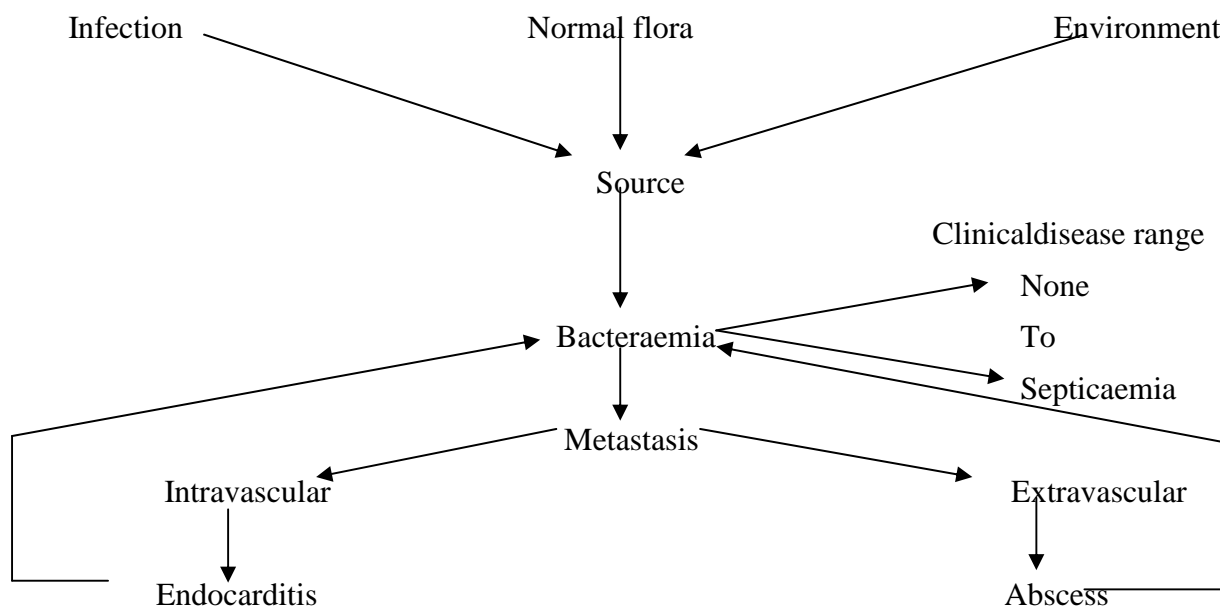 Infection Normal flora Environment
Source
Clinicaldisease range
None
Bacteraemia To
Septicaemia
Metastasis
Intravascular Extravascular
Endocarditis Abscess